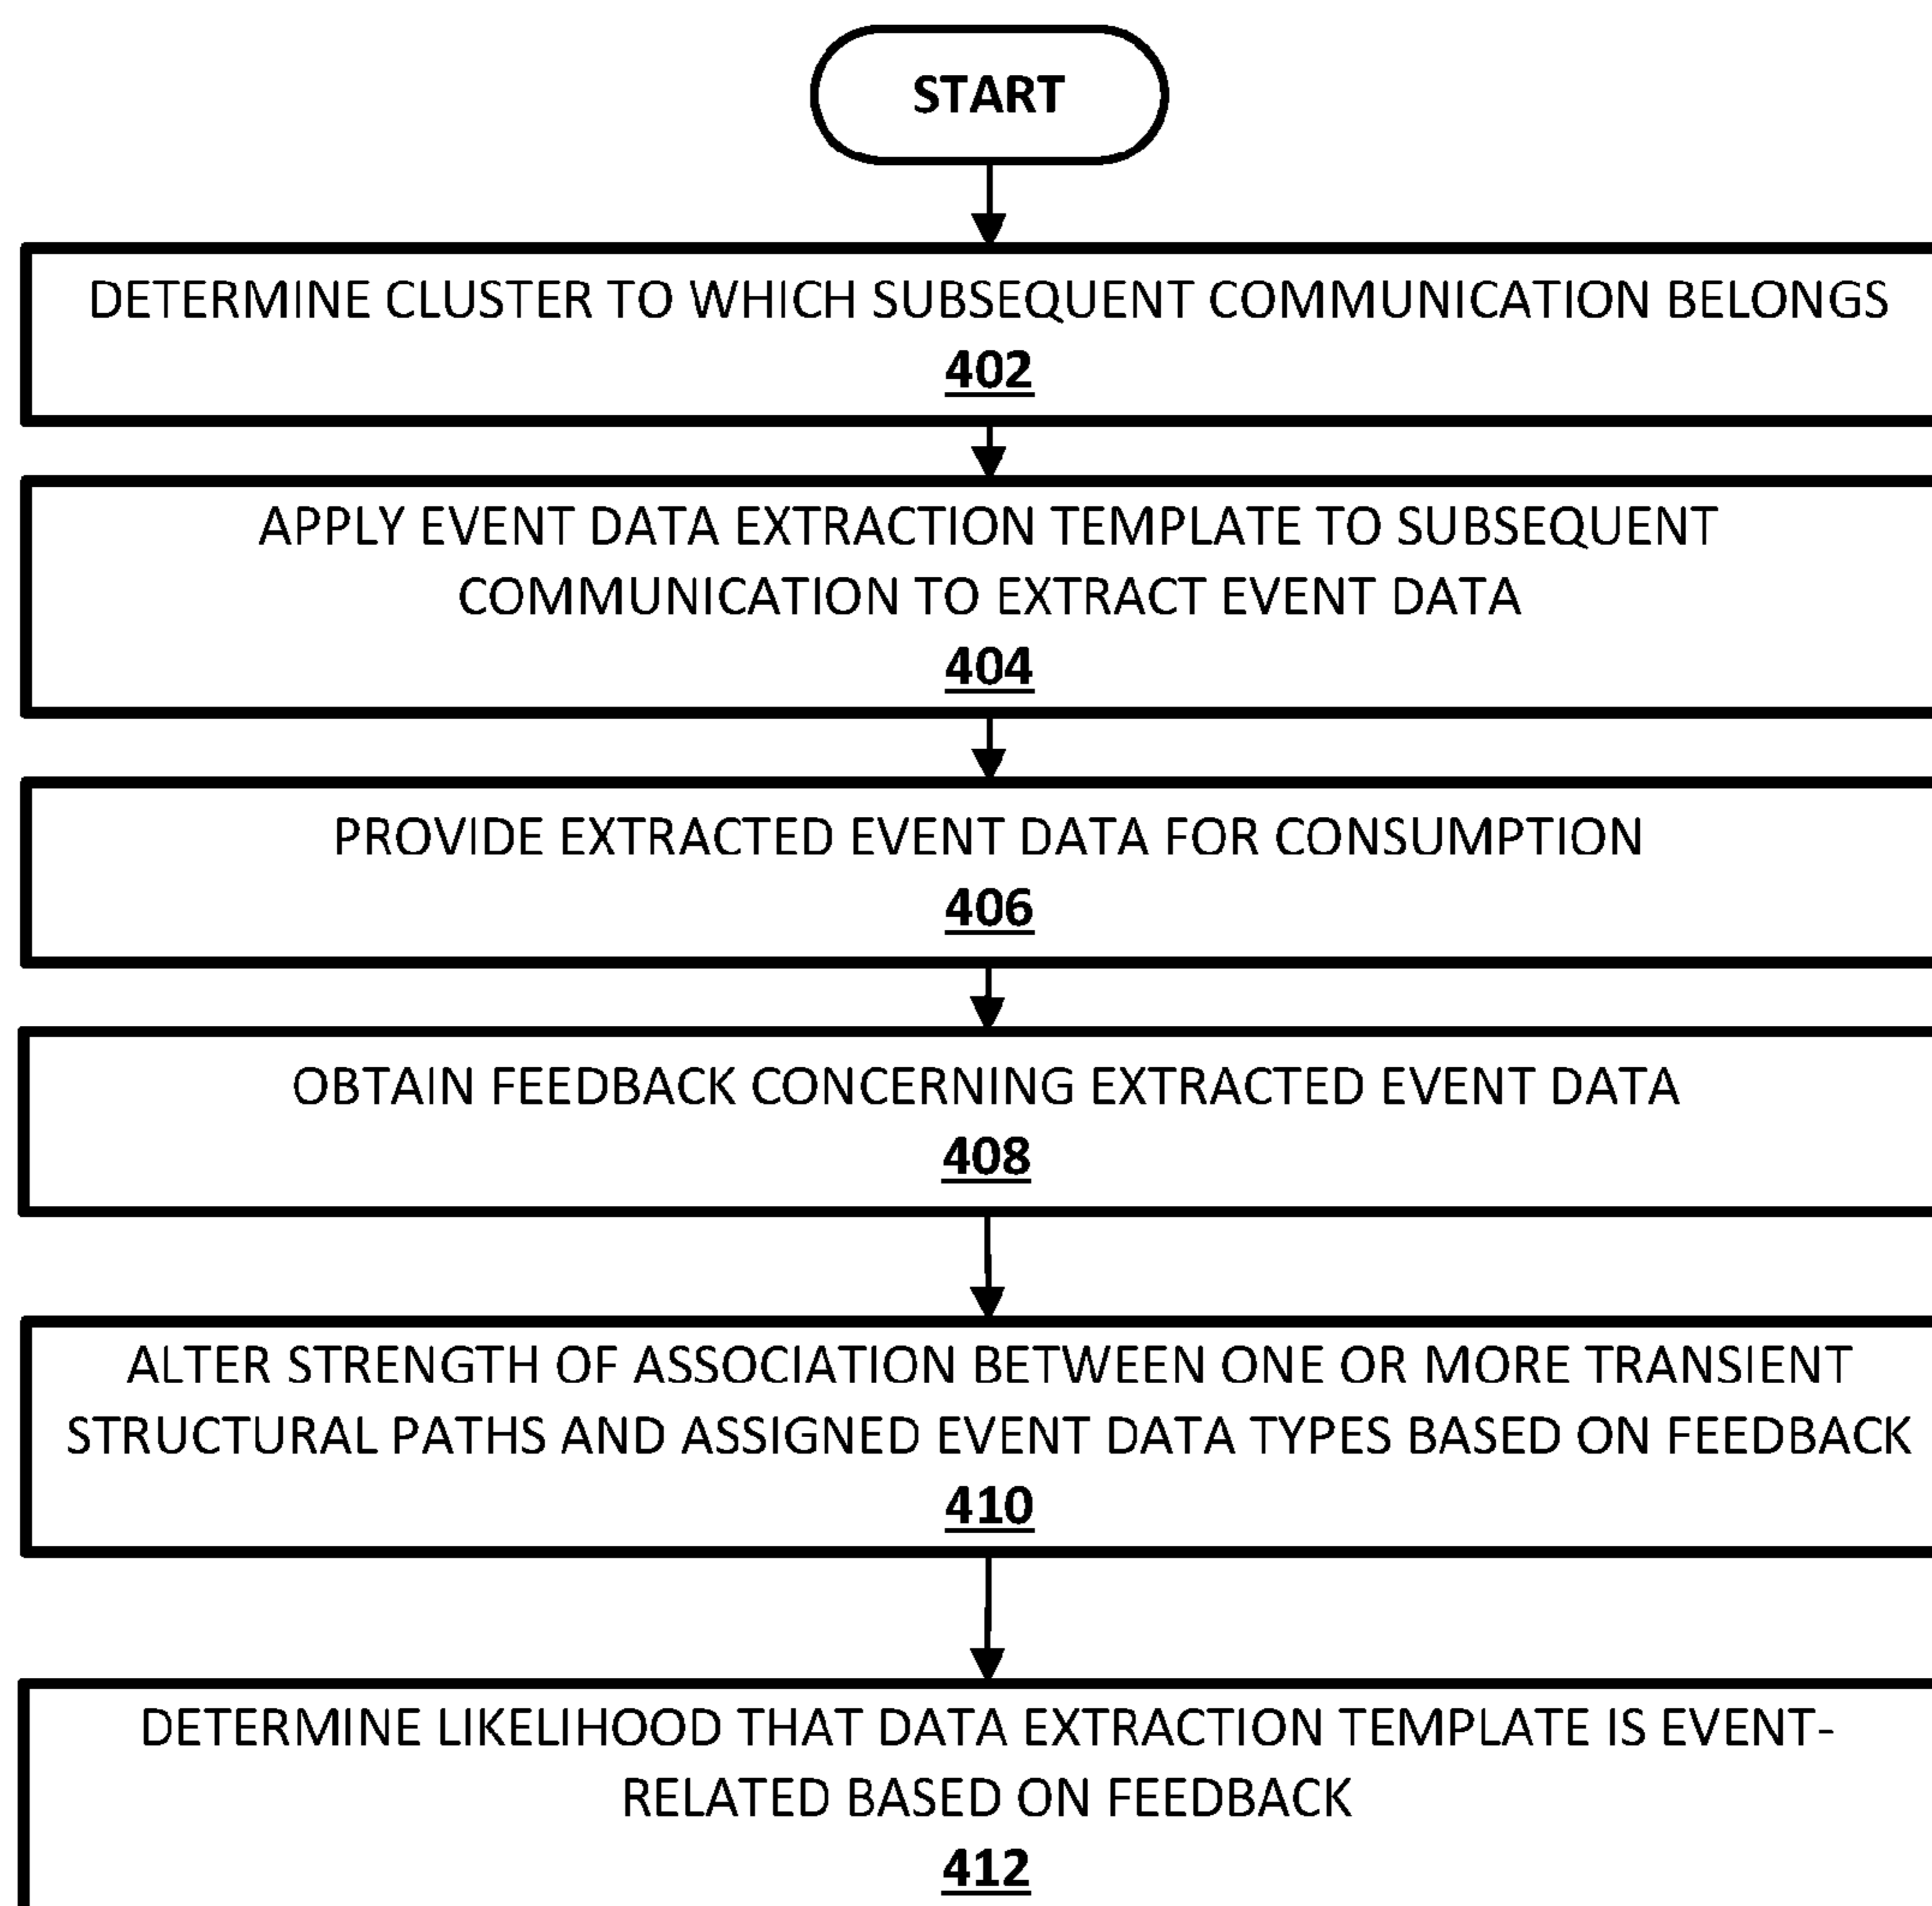 START
DETERMINE CLUSTER TO WHICH SUBSEQUENT COMMUNICATION BELONGS
402
APPLY EVENT DATA EXTRACTION TEMPLATE TO SUBSEQUENT
COMMUNICATION TO EXTRACT EVENT DATA
404
PROVIDE EXTRACTED EVENT DATA FOR CONSUMPTION
406
OBTAIN FEEDBACK CONCERNING EXTRACTED EVENT DATA
408
ALTER STRENGTH OF ASSOCIATION BETWEEN ONE OR MORE TRANSIENT
STRUCTURAL PATHS AND ASSIGNED EVENT DATA TYPES BASED ON FEEDBACK
410
DETERMINE LIKELIHOOD THAT DATA EXTRACTION TEMPLATE IS EVENT-
RELATED BASED ON FEEDBACK
412